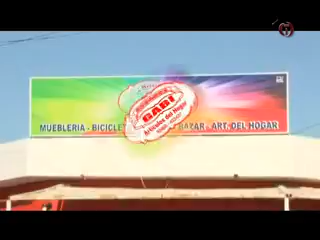 GABI
Artículos del Hogar
MUEBLERIA - BICICLET BAZAR - ART. DEL HOGAR